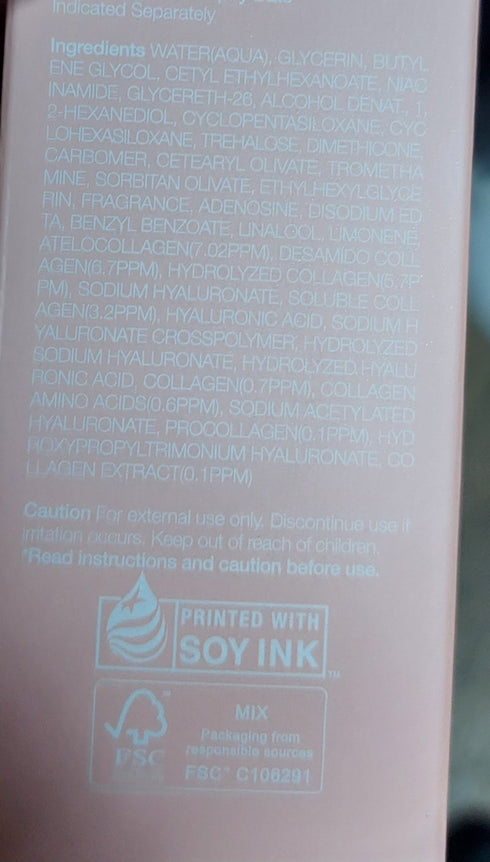 Indicated Separately
Ingredients WATER(AQUA), GLYCERIN, BUTYL
ENE GLYCOL, CETYL ETHYLHEXANOATE, NIAC
INAMIDE, GLYCERETH-26, ALCOHOL DENAT., 1,
2-HEXANEDIOL, CYCLOPENTASILOXANE, CYC
LOHEXASILOXANE, TREHALOSE, DIMETHICONE,
CARBOMER, CETEARYL OLIVATE, TROMETHA
MINE, SORBITAN OLIVATE, ETHYLHEXYLGLYCE
RIN, FRAGRANCE, ADENOSINE, DISODIUM ED
TA, BENZYL BENZOATE, LINALOOL, LIMONENE,
ATELOCOLLAGEN(7.02PPM), DESAMIDO COLL
AGEN(6.7PPM), HYDROLYZED COLLAGEN(5.7P
PM), SODIUM HYALURONATE, SOLUBLE COLL
AGEN(3.2PPM), HYALURONIC ACID, SODIUM H
YALURONATE CROSSPOLYMER, HYDROLYZED
SODIUM HYALURONATE, HYDROLYZED HYALU
RONIC ACID, COLLAGEN(0.7PPM), COLLAGEN
AMINO ACIDS(0.6PPM), SODIUM ACETYLATED
HYALURONATE, PROCOLLAGEN(0.1PPM), HYD
ROXYPROPYLTRIMONIUM HYALURONATE, CO
LLAGEN EXTRACT(0.1PPM)
Caution For external use only. Discontinue use if
irritation occurs. Keep out of reach of children.
*Read instructions and caution before use.
PRINTED WITH
SOY INK
TM
FSC
MIX
Packaging from
responsible sources
FSC® C106291